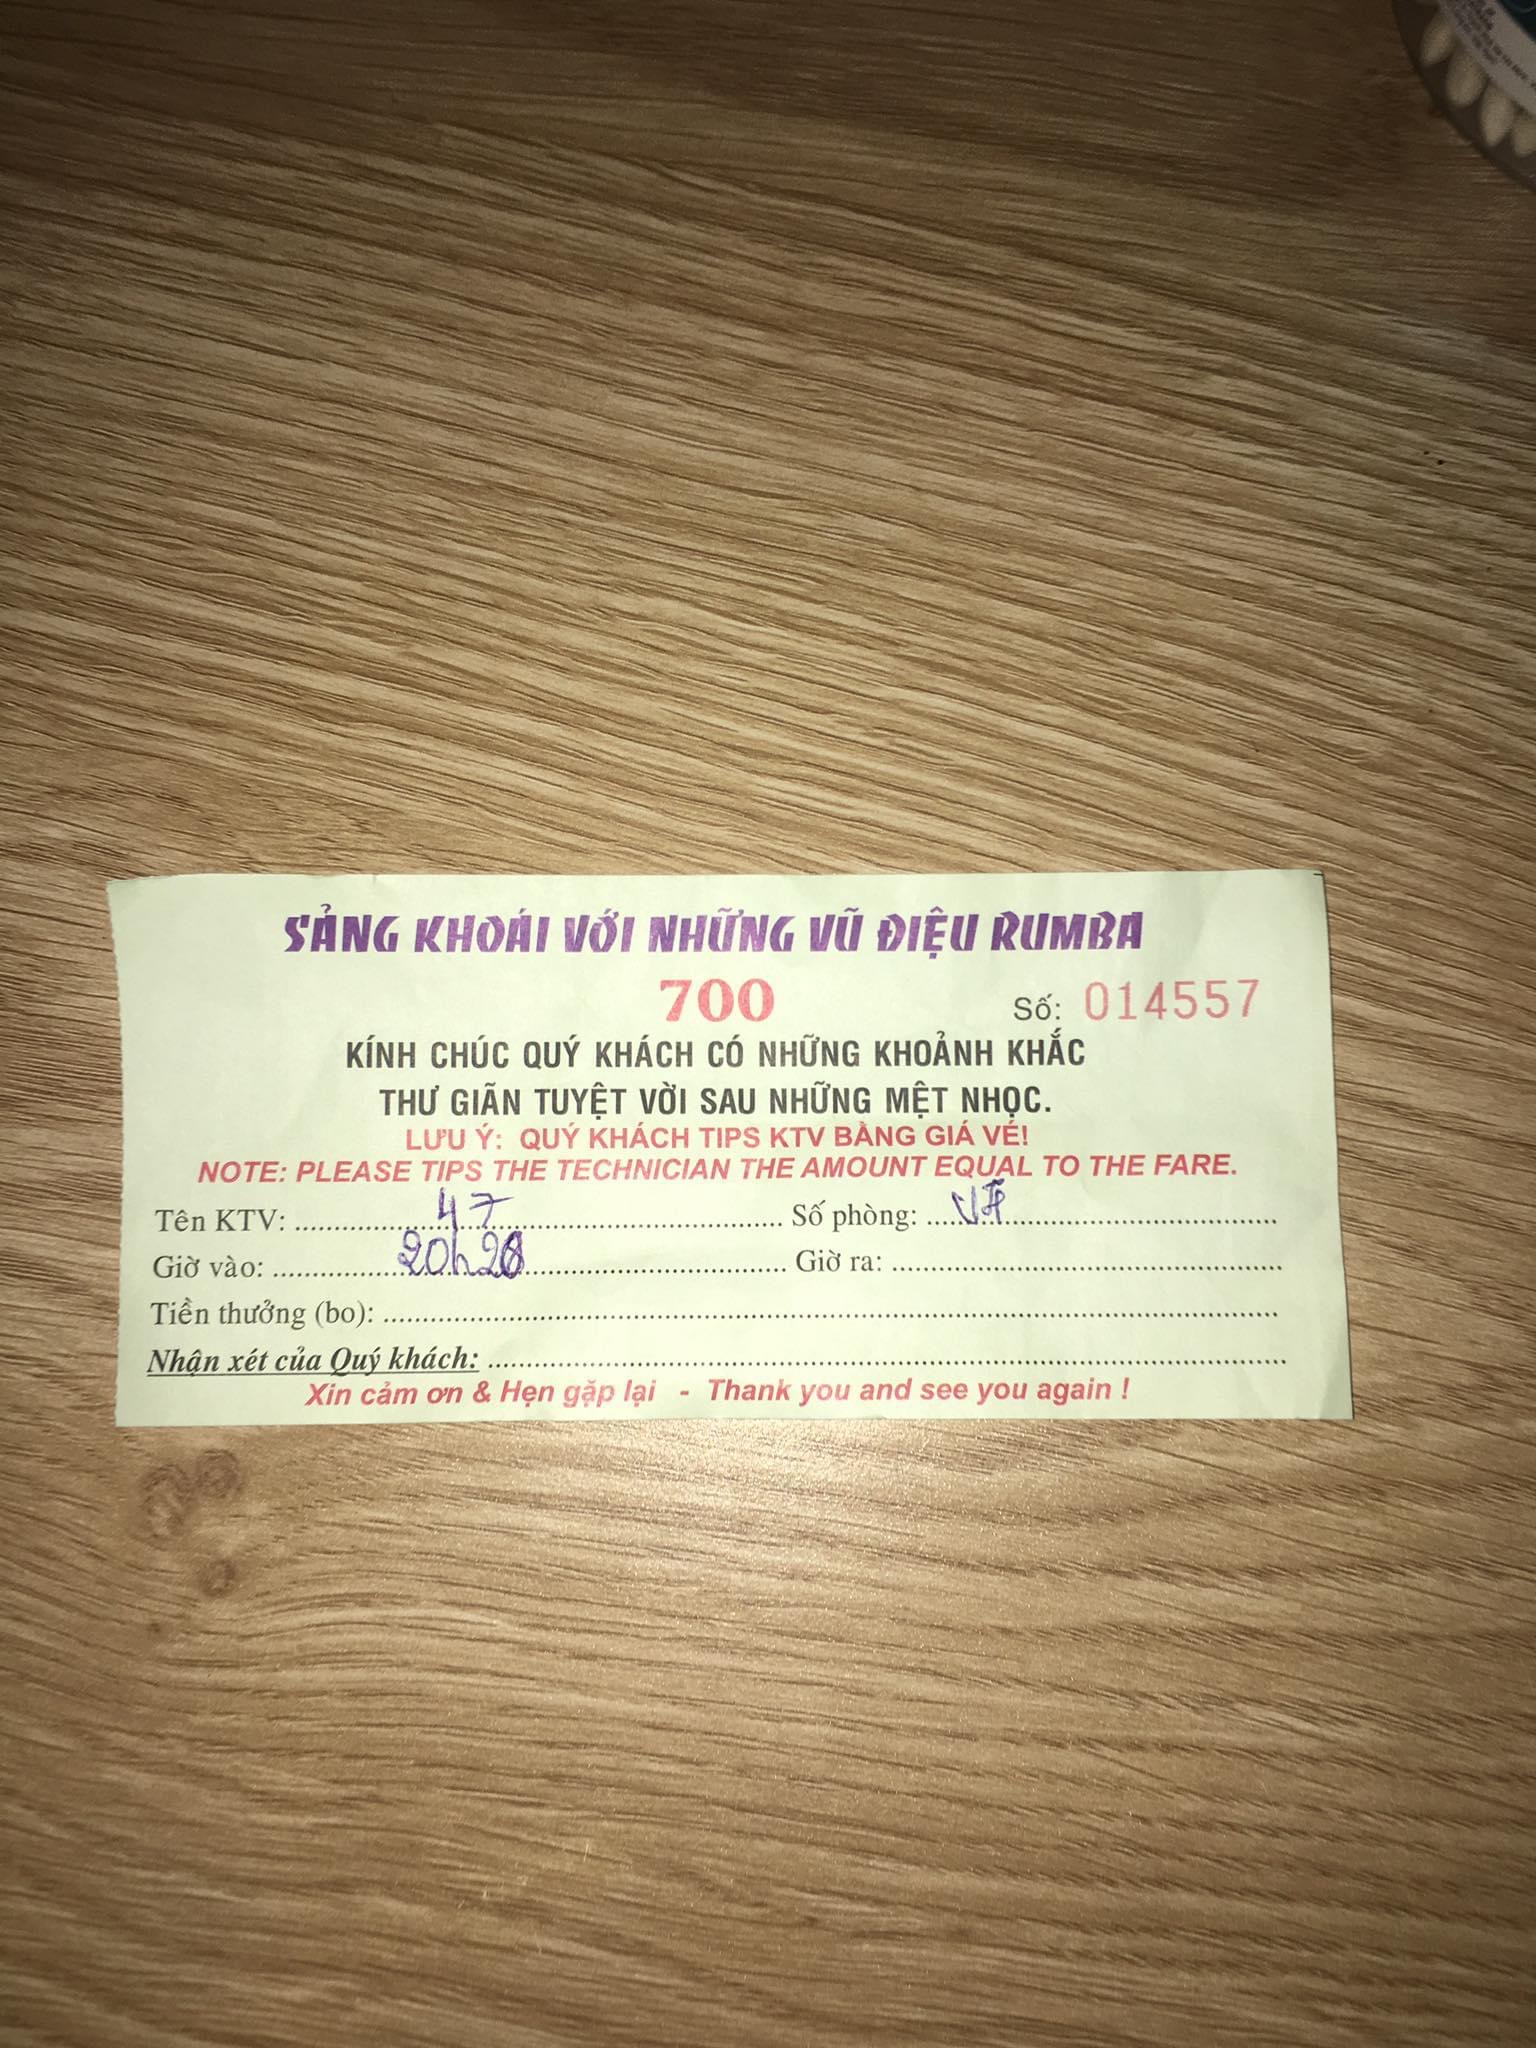 SẢNG KHOÁI VỚI NHỮNG VŨ ĐIỆU RUMBA
700 Số: 014557
KÍNH CHÚC QUÝ KHÁCH CÓ NHỮNG KHOẢNH KHẮC
THƯ GIÃN TUYỆT VỜI SAU NHỮNG MỆT NHỌC.
LƯU Ý: QUÝ KHÁCH TIPS KTV BẰNG GIÁ VÉ!
NOTE: PLEASE TIPS THE TECHNICIAN THE AMOUNT EQUAL TO THE FARE.
Tên KTV: 47 Số phòng:
Giờ vào: Giờ ra:
Tiền thưởng (bo):
Nhận xét của Quý khách:
Xin cảm ơn & Hẹn gặp lại - Thank you and see you again !